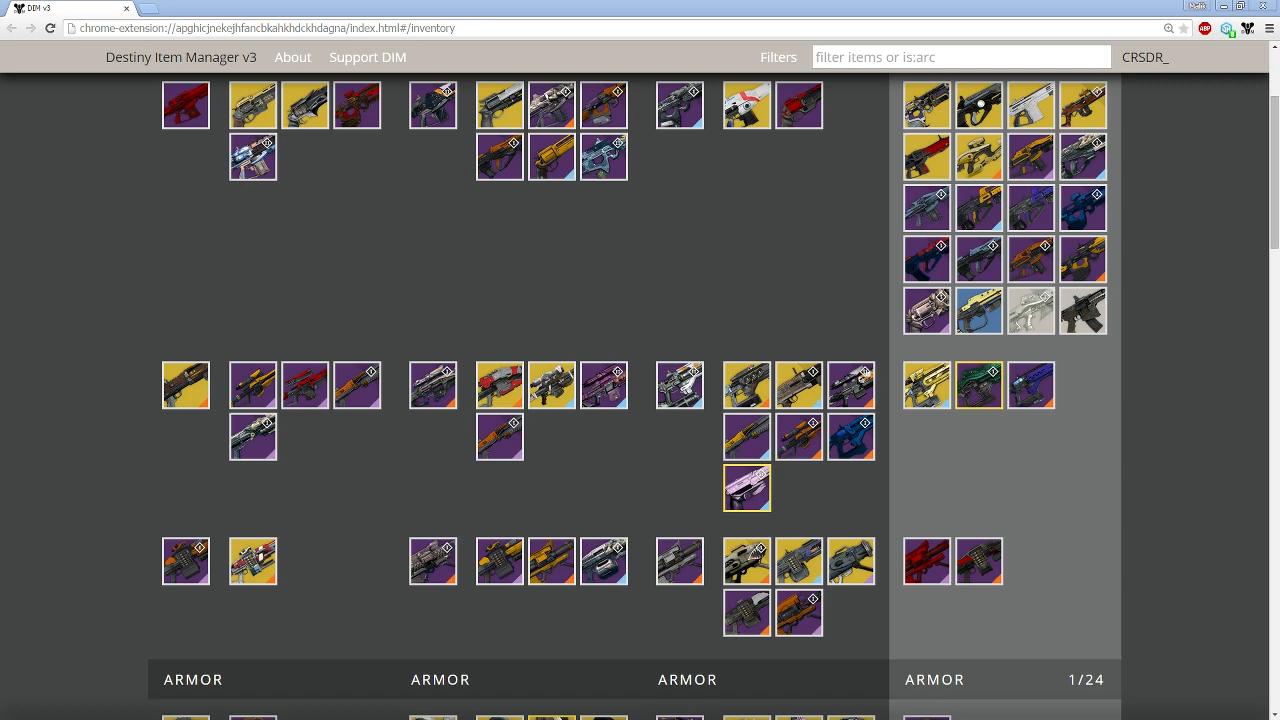 DIM v3
chrome-extension://apghicjnekejhfancbkahkhdckhdagna/index.html#/inventory
ABP
Destiny Item Manager v3 About Support DIM Filters filter items or is:arc CRSDR_
ARMOR ARMOR ARMOR ARMOR 1/24